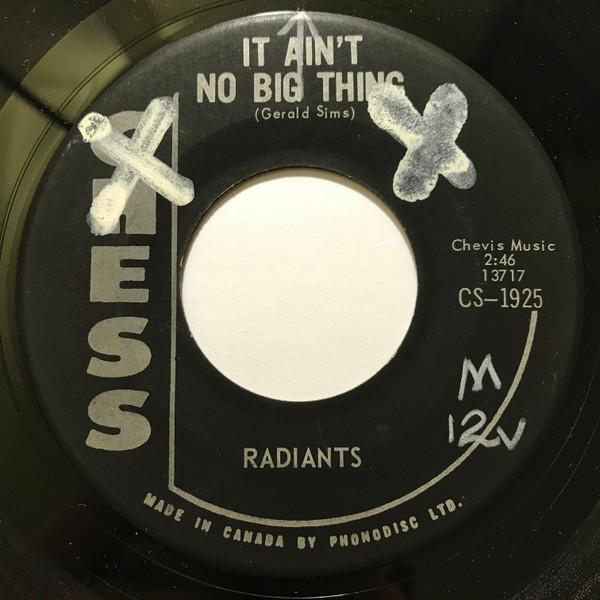 IT AIN'T
NO BIG THING
(Gerald Sims)
CHESS
Chevis Music
2:46
13717
CS-1925
M
12V
RADIANTS
MADE IN CANADA BY PHONODISC LTD.